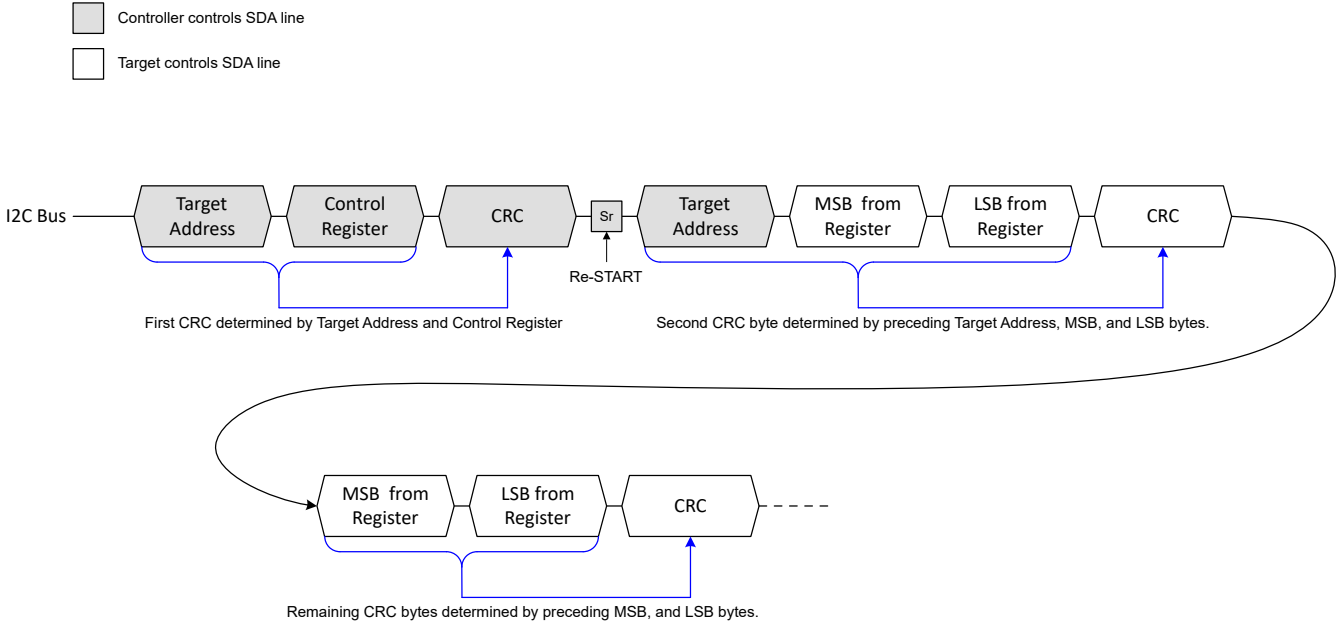 Controller controls SDA line
Target controls SDA line
I2C Bus
Target
Address
Control
Register
CRC
Sr
Target
Address
MSB from
Register
LSB from
Register
CRC
Re-START
First CRC determined by Target Address and Control Register
Second CRC byte determined by preceding Target Address, MSB, and LSB bytes.
MSB from
Register
LSB from
Register
CRC
Remaining CRC bytes determined by preceding MSB, and LSB bytes.